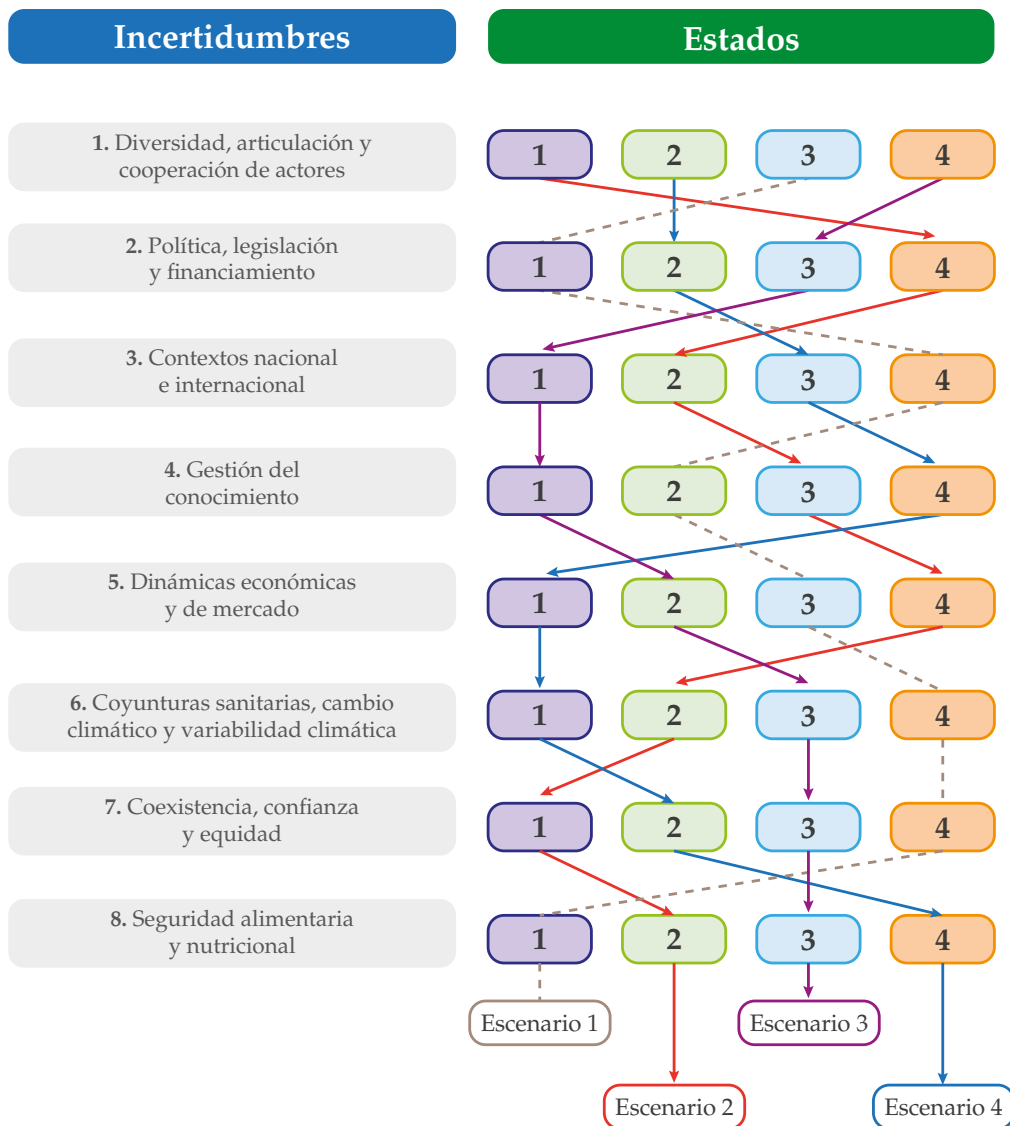 Incertidumbres
Estados
1. Diversidad, articulación y
cooperación de actores
1 2 3 4
2. Política, legislación
y financiamiento
1 2 3 4
3. Contextos nacional
e internacional
1 2 3 4
4. Gestión del
conocimiento
1 2 3 4
5. Dinámicas económicas
y de mercado
1 2 3 4
6. Coyunturas sanitarias, cambio
climático y variabilidad climática
1 2 3 4
7. Coexistencia, confianza
y equidad
1 2 3 4
8. Seguridad alimentaria
y nutricional
1 2 3 4
Escenario 1
Escenario 3
Escenario 2
Escenario 4